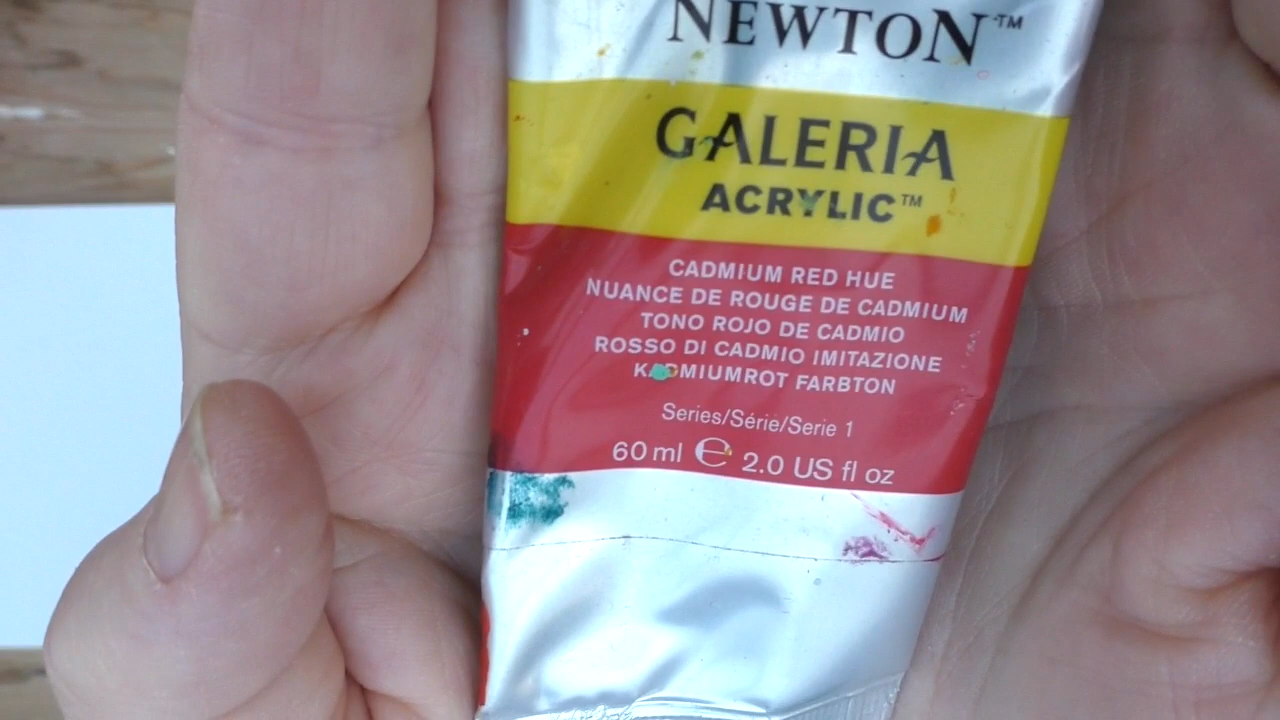 NEWTON™
GALERIA
ACRYLIC™
CADMIUM RED HUE
NUANCE DE ROUGE DE CADMIUM
TONO ROJO DE CADMIO
ROSSO DI CADMIO IMITAZIONE
KADMIUMROT FARBTON
Series/Série/Serie 1
60 ml ℮ 2.0 US fl oz